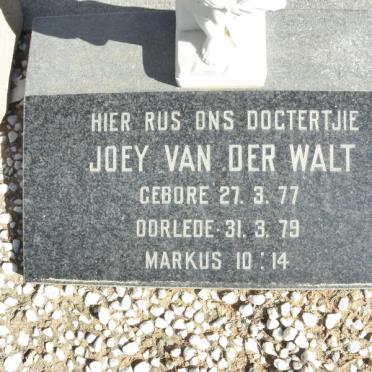 HIER RUS ONS DOCTERTJIE
JOEY VAN DER WALT
GEBORE 27. 3. 77
OORLEDE 31. 3. 79
MARKUS 10 : 14